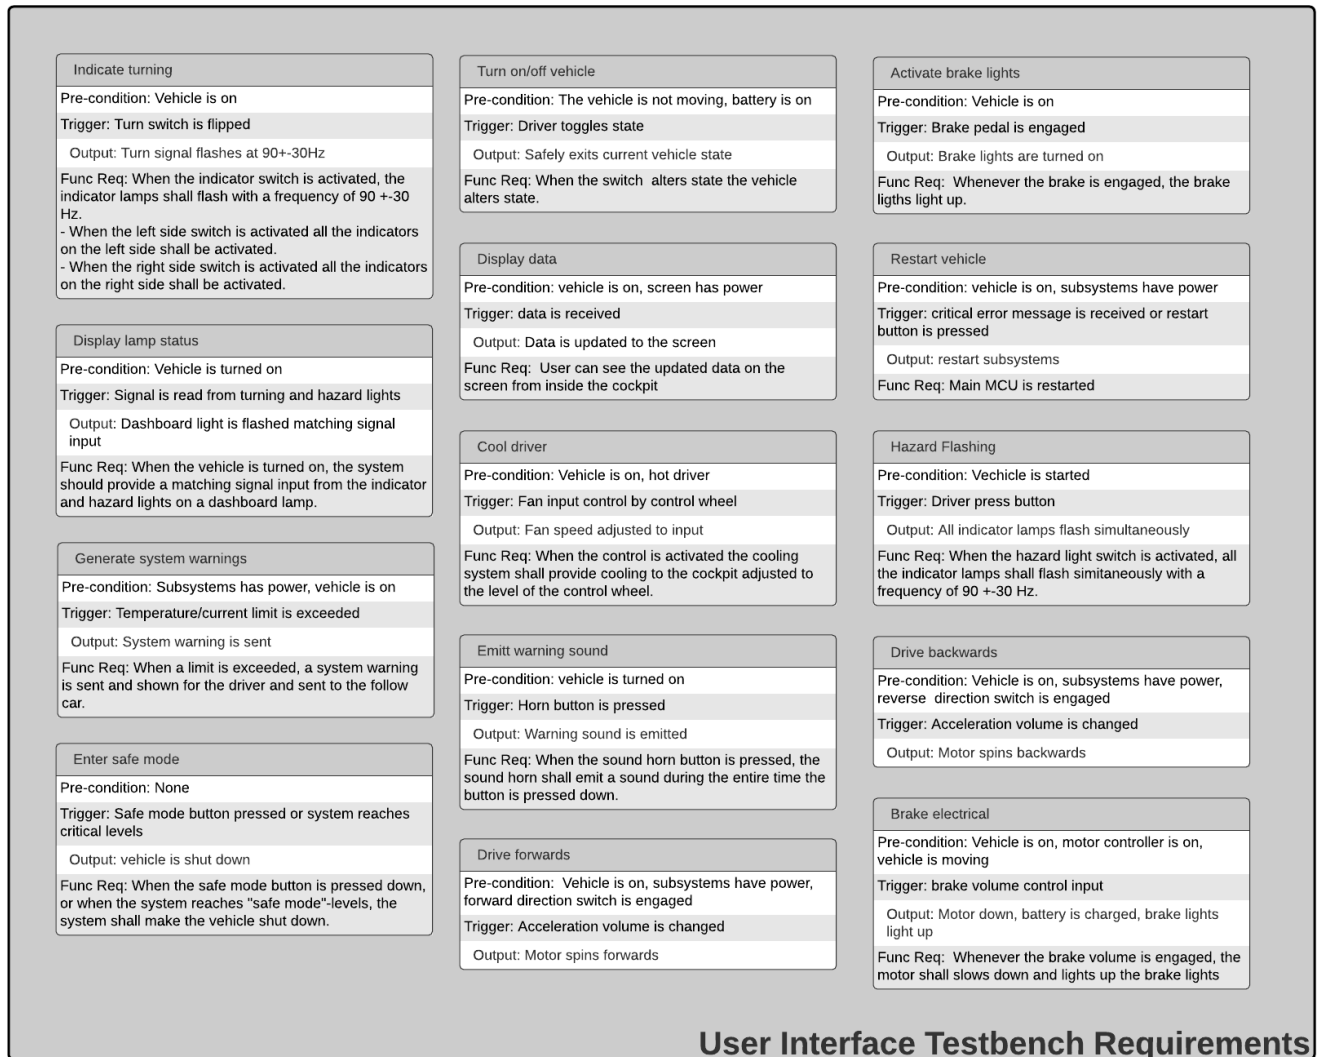 Indicate turning
Pre-condition: Vehicle is on
Trigger: Turn switch is flipped
Output: Turn signal flashes at 90+-30Hz
Func Req: When the indicator switch is activated, the
indicator lamps shall flash with a frequency of 90 +-30
Hz.
- When the left side switch is activated all the indicators
on the left side shall be activated.
- When the right side switch is activated all the indicators
on the right side shall be activated.
Display lamp status
Pre-condition: Vehicle is turned on
Trigger: Signal is read from turning and hazard lights
Output: Dashboard light is flashed matching signal
input
Func Req: When the vehicle is turned on, the system
should provide a matching signal input from the indicator
and hazard lights on a dashboard lamp.
Generate system warnings
Pre-condition: Subsystems has power, vehicle is on
Trigger: Temperature/current limit is exceeded
Output: System warning is sent
Func Req: When a limit is exceeded, a system warning
is sent and shown for the driver and sent to the follow
car.
Enter safe mode
Pre-condition: None
Trigger: Safe mode button pressed or system reaches
critical levels
Output: vehicle is shut down
Func Req: When the safe mode button is pressed down,
or when the system reaches "safe mode"-levels, the
system shall make the vehicle shut down.
Turn on/off vehicle
Pre-condition: The vehicle is not moving, battery is on
Trigger: Driver toggles state
Output: Safely exits current vehicle state
Func Req: When the switch  alters state the vehicle
alters state.
Display data
Pre-condition: vehicle is on, screen has power
Trigger: data is received
Output: Data is updated to the screen
Func Req:  User can see the updated data on the
screen from inside the cockpit
Cool driver
Pre-condition: Vehicle is on, hot driver
Trigger: Fan input control by control wheel
Output: Fan speed adjusted to input
Func Req: When the control is activated the cooling
system shall provide cooling to the cockpit adjusted to
the level of the control wheel.
Emitt warning sound
Pre-condition: vehicle is turned on
Trigger: Horn button is pressed
Output: Warning sound is emitted
Func Req: When the sound horn button is pressed, the
sound horn shall emit a sound during the entire time the
button is pressed down.
Drive forwards
Pre-condition:  Vehicle is on, subsystems have power,
forward direction switch is engaged
Trigger: Acceleration volume is changed
Output: Motor spins forwards
Activate brake lights
Pre-condition: Vehicle is on
Trigger: Brake pedal is engaged
Output: Brake lights are turned on
Func Req:  Whenever the brake is engaged, the brake
ligths light up.
Restart vehicle
Pre-condition: vehicle is on, subsystems have power
Trigger: critical error message is received or restart
button is pressed
Output: restart subsystems
Func Req: Main MCU is restarted
Hazard Flashing
Pre-condition: Vechicle is started
Trigger: Driver press button
Output: All indicator lamps flash simultaneously
Func Req: When the hazard light switch is activated, all
the indicator lamps shall flash simitaneously with a
frequency of 90 +-30 Hz.
Drive backwards
Pre-condition: Vehicle is on, subsystems have power,
reverse  direction switch is engaged
Trigger: Acceleration volume is changed
Output: Motor spins backwards
Brake electrical
Pre-condition: Vehicle is on, motor controller is on,
vehicle is moving
Trigger: brake volume control input
Output: Motor down, battery is charged, brake lights
light up
Func Req:  Whenever the brake volume is engaged, the
motor shall slows down and lights up the brake lights
User Interface Testbench Requirements